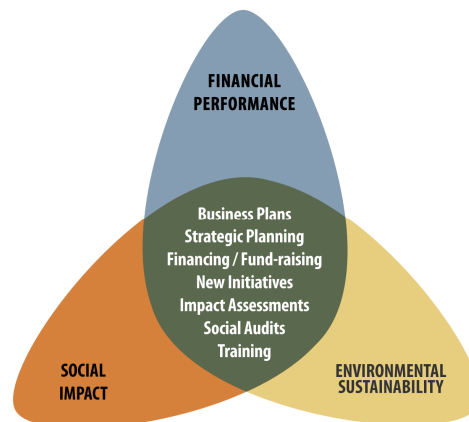 FINANCIAL
PERFORMANCE
Business Plans
Strategic Planning
Financing / Fund-raising
New Initiatives
Impact Assessments
Social Audits
Training
SOCIAL
IMPACT
ENVIRONMENTAL
SUSTAINABILITY